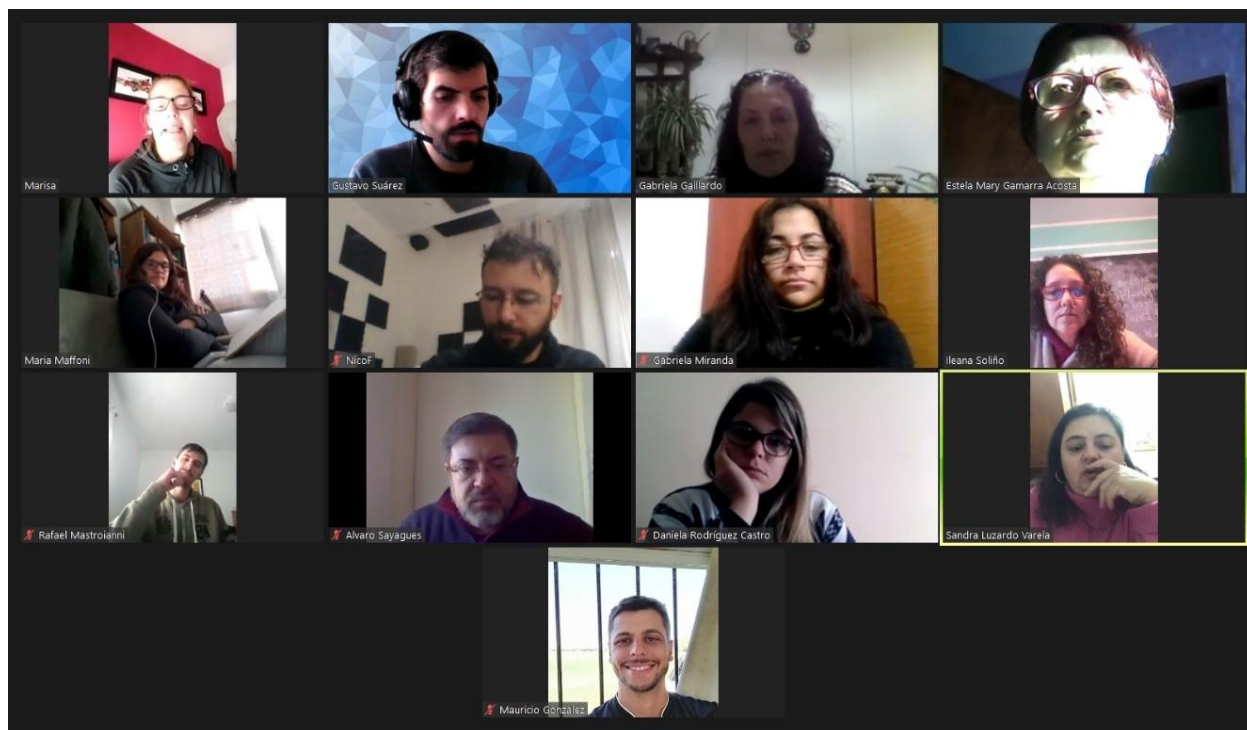 Marisa
Gustavo Suárez
Gabriela Gaillardo
Estela Mary Gamarra Acosta
Maria Maffoni
NicoF
Gabriela Miranda
Ileana Soliño
Rafael Mastroianni
Alvaro Sayagues
Daniela Rodríguez Castro
Sandra Luzardo Varela
Mauricio González